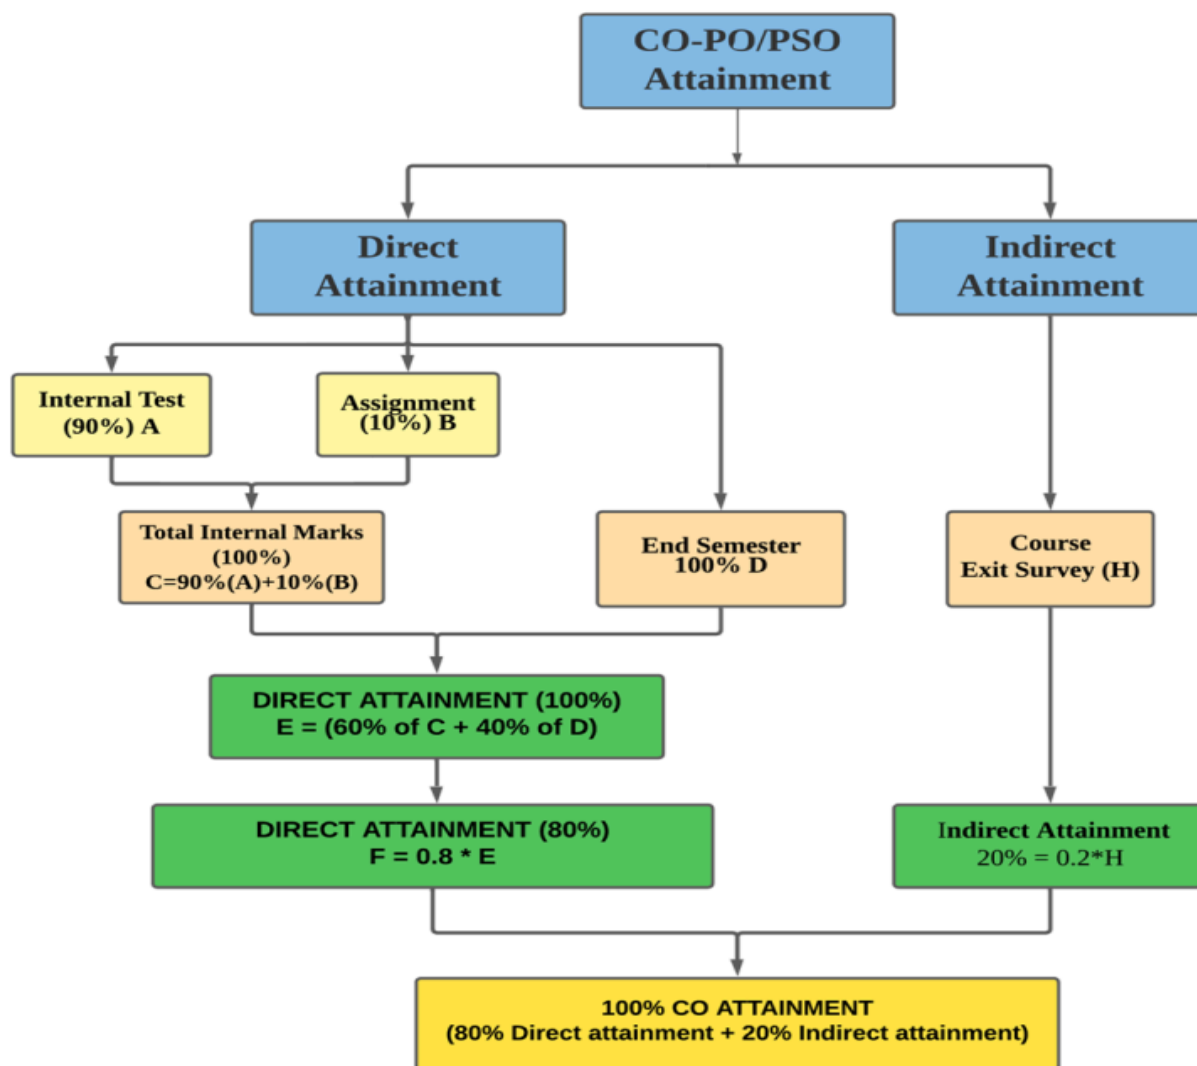 CO-PO/PSO
Attainment
Direct
Attainment
Indirect
Attainment
Internal Test
(90%) A
Assignment
(10%) B
Total Internal Marks
(100%)
C=90%(A)+10%(B)
End Semester
100% D
Course
Exit Survey (H)
DIRECT ATTAINMENT (100%)
E = (60% of C + 40% of D)
DIRECT ATTAINMENT (80%)
F = 0.8 * E
Indirect Attainment
20% = 0.2*H
100% CO ATTAINMENT
(80% Direct attainment + 20% Indirect attainment)